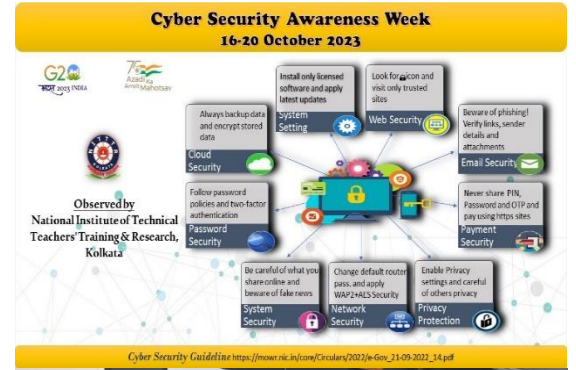 Cyber Security Awareness Week
16-20 October 2023
G20
भारत 2023 INDIA
75
Azadi Ka
Amrit Mahotsav
Install only licensed
software and apply
latest updates
System
Setting
Look for icon and
visit only trusted
sites
Web Security
Always backup data
and encrypt stored
data
Cloud
Security
Beware of phishing!
Verify links, sender
details and
attachments
Email Security
NITTTR
KOLKATA
Observed by
National Institute of Technical
Teachers' Training & Research,
Kolkata
Follow password
policies and two-factor
authentication
Password
Security
Never share PIN,
Password and OTP and
pay using https sites
Payment
Security
Be careful of what you
share online and
beware of fake news
System
Security
Change default router
pass. and apply
WAP2+AES Security
Network
Security
Enable Privacy
settings and careful
of others privacy
Privacy
Protection
Cyber Security Guideline https://mowr.nic.in/core/Circulars/2022/e-Gov_21-09-2022_14.pdf